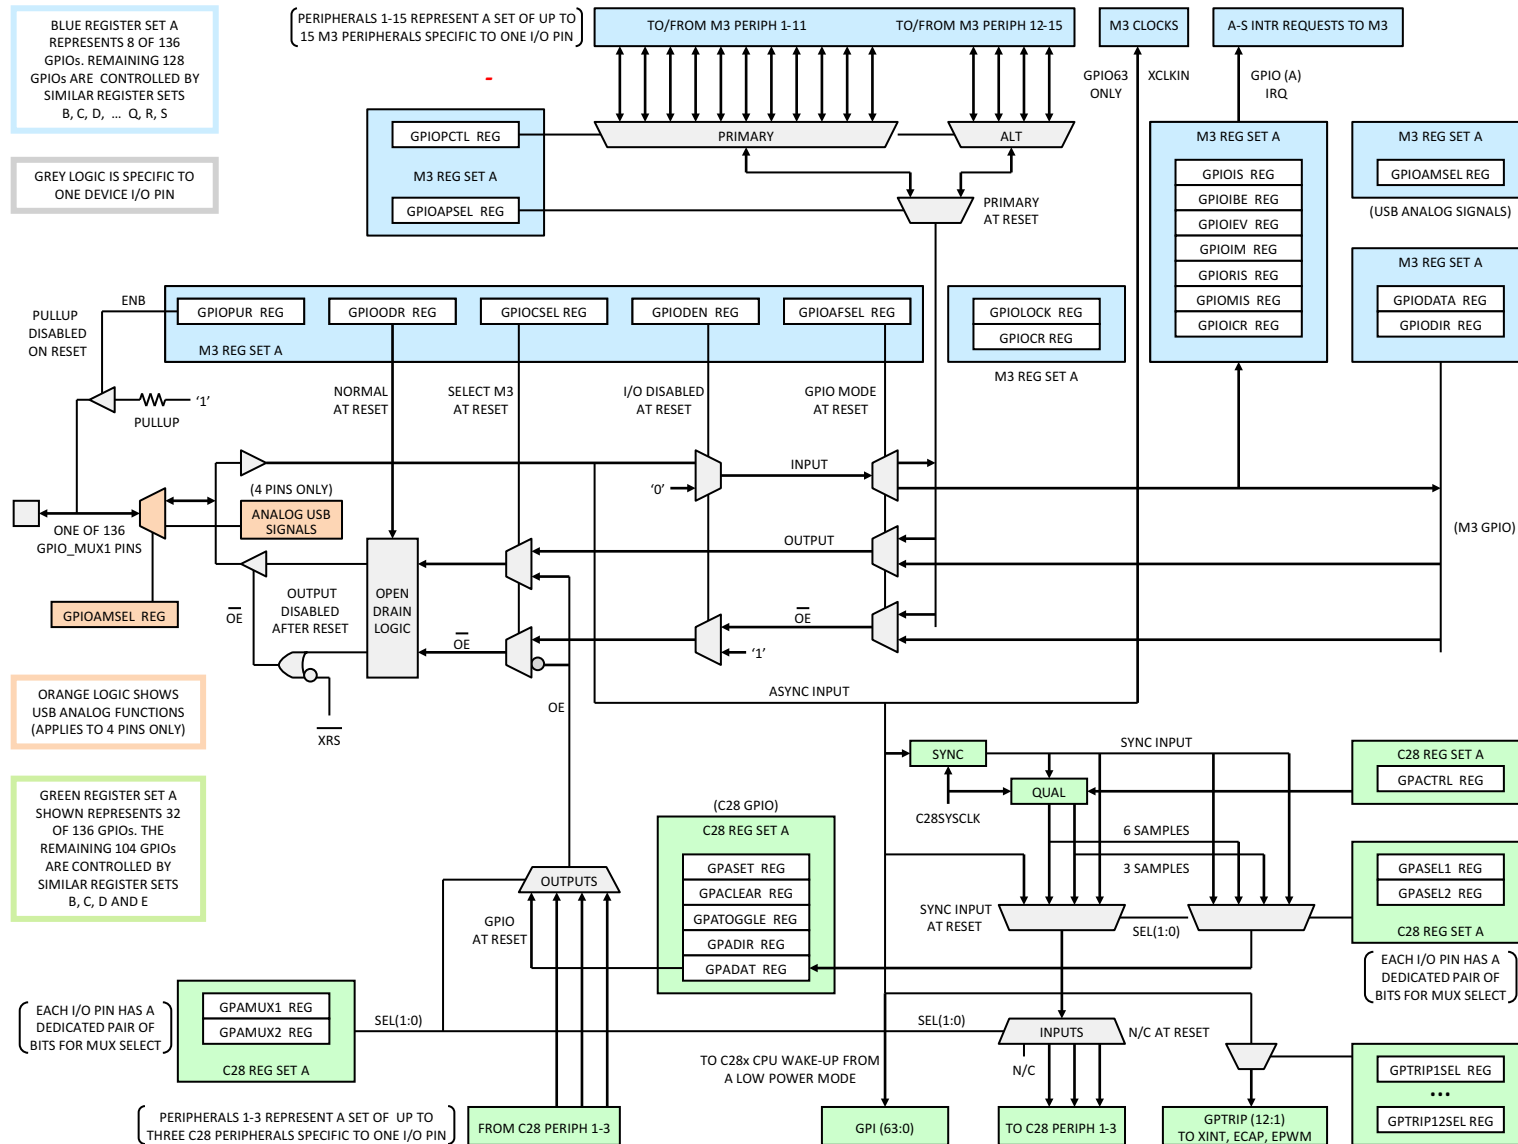 BLUE REGISTER SET A
REPRESENTS 8 OF 136
GPIOs. REMAINING 128
GPIOs ARE CONTROLLED BY
SIMILAR REGISTER SETS
B, C, D, ... Q, R, S
PERIPHERALS 1-15 REPRESENT A SET OF UP TO
15 M3 PERIPHERALS SPECIFIC TO ONE I/O PIN
TO/FROM M3 PERIPH 1-11
TO/FROM M3 PERIPH 12-15
M3 CLOCKS
A-S INTR REQUESTS TO M3
-
GPIO63
ONLY
XCLKIN
GPIO (A)
IRQ
GREY LOGIC IS SPECIFIC TO
ONE DEVICE I/O PIN
GPIOPCTL REG
M3 REG SET A
GPIOAPSEL REG
PRIMARY
ALT
PRIMARY
AT RESET
M3 REG SET A
GPIOIS REG
GPIOIBE REG
GPIOIEV REG
GPIOIM REG
GPIORIS REG
GPIOMIS REG
GPIOICR REG
M3 REG SET A
GPIOAMSEL REG
(USB ANALOG SIGNALS)
M3 REG SET A
GPIODATA REG
GPIODIR REG
PULLUP
DISABLED
ON RESET
ENB
GPIOPUR REG
GPIOODR REG
GPIOCSEL REG
GPIODEN REG
GPIOAFSEL REG
M3 REG SET A
GPIOLOCK REG
GPIOCR REG
M3 REG SET A
NORMAL
AT RESET
SELECT M3
AT RESET
I/O DISABLED
AT RESET
GPIO MODE
AT RESET
‘1’
PULLUP
INPUT
‘0’
(4 PINS ONLY)
ANALOG USB
SIGNALS
ONE OF 136
GPIO_MUX1 PINS
OUTPUT
(M3 GPIO)
GPIOAMSEL REG
OE
OUTPUT
DISABLED
AFTER RESET
OPEN
DRAIN
LOGIC
OE
OE
‘1’
XRS
OE
ASYNC INPUT
ORANGE LOGIC SHOWS
USB ANALOG FUNCTIONS
(APPLIES TO 4 PINS ONLY)
SYNC
SYNC INPUT
QUAL
C28SYSCLK
C28 REG SET A
GPACTRL REG
GREEN REGISTER SET A
SHOWN REPRESENTS 32
OF 136 GPIOs. THE
REMAINING 104 GPIOs
ARE CONTROLLED BY
SIMILAR REGISTER SETS
B, C, D AND E
(C28 GPIO)
C28 REG SET A
GPASET REG
GPACLEAR REG
GPATOGGLE REG
GPADIR REG
GPADAT REG
6 SAMPLES
3 SAMPLES
GPASEL1 REG
GPASEL2 REG
C28 REG SET A
OUTPUTS
GPIO
AT RESET
SYNC INPUT
AT RESET
SEL(1:0)
EACH I/O PIN HAS A
DEDICATED PAIR OF
BITS FOR MUX SELECT
EACH I/O PIN HAS A
DEDICATED PAIR OF
BITS FOR MUX SELECT
GPAMUX1 REG
GPAMUX2 REG
C28 REG SET A
SEL(1:0)
SEL(1:0)
INPUTS
N/C AT RESET
N/C
TO C28x CPU WAKE-UP FROM
A LOW POWER MODE
GPTRIP1SEL REG
...
GPTRIP12SEL REG
PERIPHERALS 1-3 REPRESENT A SET OF UP TO
THREE C28 PERIPHERALS SPECIFIC TO ONE I/O PIN
FROM C28 PERIPH 1-3
GPI (63:0)
TO C28 PERIPH 1-3
GPTRIP (12:1)
TO XINT, ECAP, EPWM